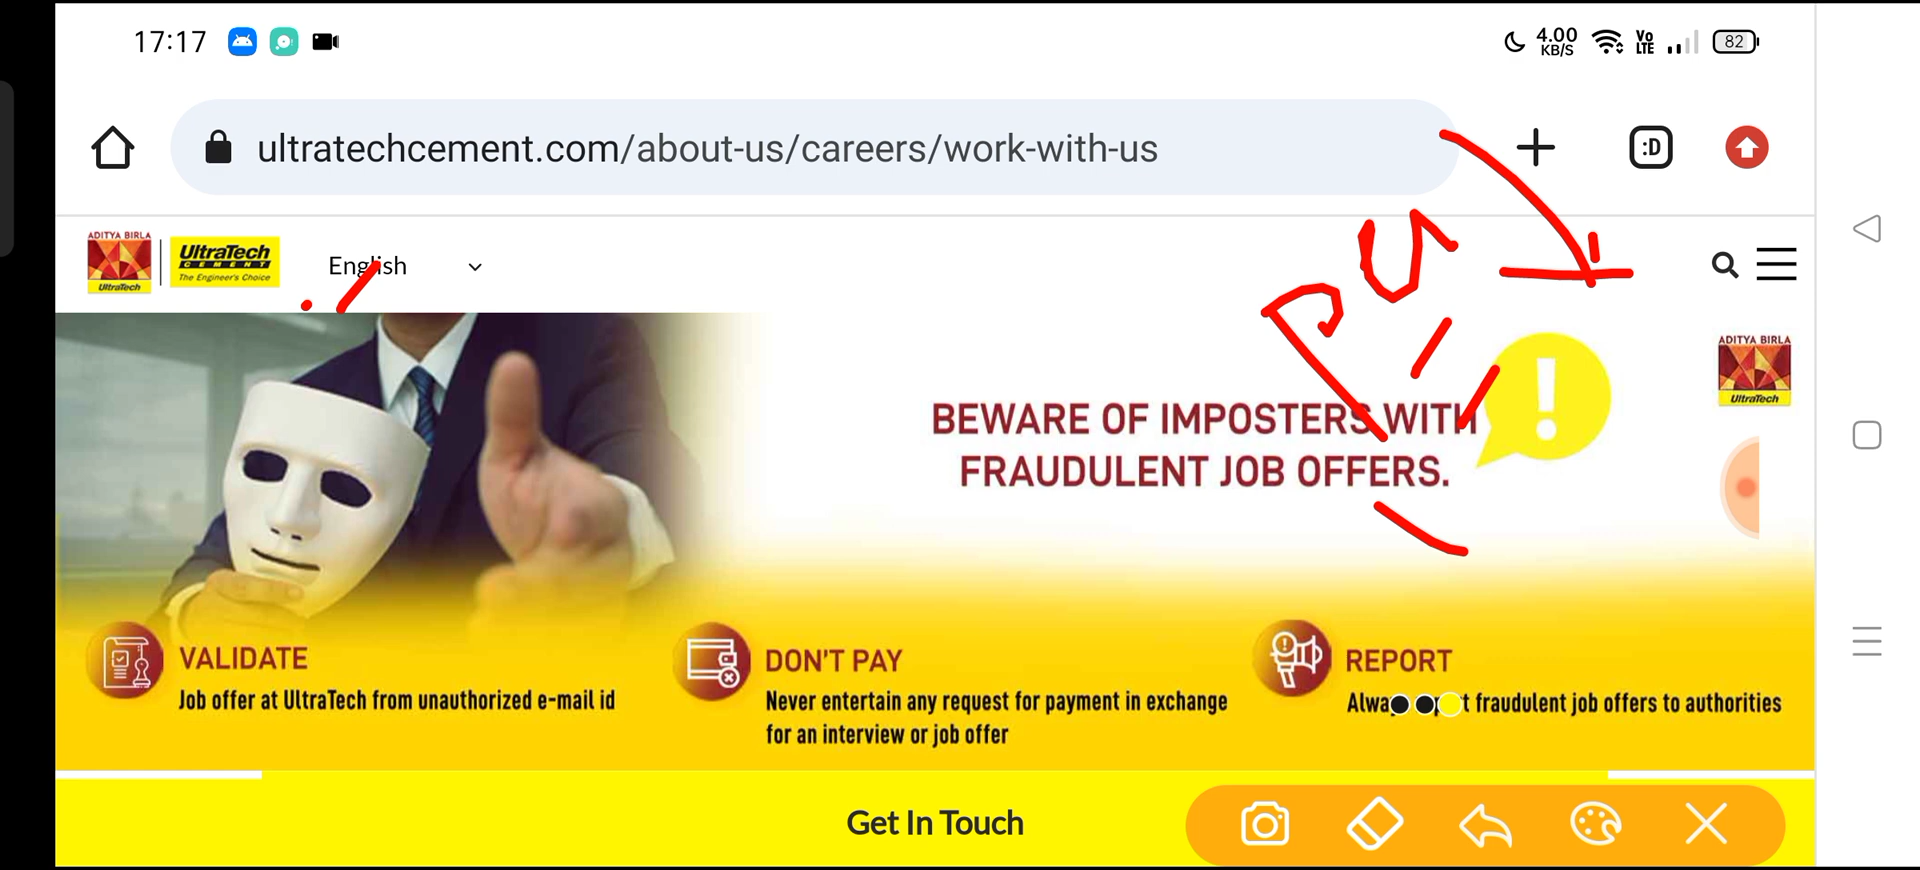 17:17
4.00
KB/S
Vo
LTE
82
ultratechcement.com/about-us/careers/work-with-us
:D
ADITYA BIRLA
UltraTech
UltraTech
CEMENT
The Engineer's Choice
English
ADITYA BIRLA
UltraTech
BEWARE OF IMPOSTERS WITH
FRAUDULENT JOB OFFERS.
!
VALIDATE
Job offer at UltraTech from unauthorized e-mail id
DON'T PAY
Never entertain any request for payment in exchange
for an interview or job offer
REPORT
fraudulent job offers to authorities
Get In Touch